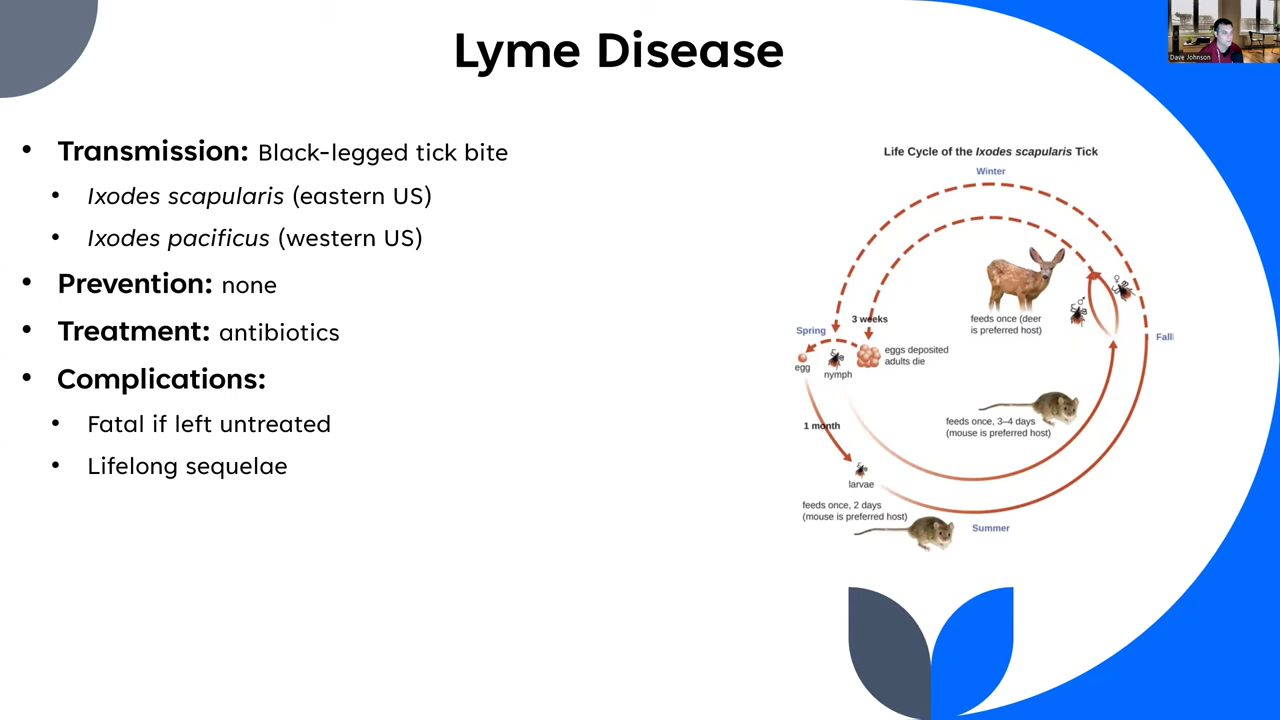 Lyme Disease
Dave Johnson
• Transmission: Black-legged tick bite
• Ixodes scapularis (eastern US)
• Ixodes pacificus (western US)
• Prevention: none
• Treatment: antibiotics
• Complications:
• Fatal if left untreated
• Lifelong sequelae
Life Cycle of the Ixodes scapularis Tick
Winter
feeds once (deer
is preferred host)
♂
♀
Fall
Spring
3 weeks
eggs deposited
adults die
egg
nymph
feeds once, 3–4 days
(mouse is preferred host)
1 month
larvae
feeds once, 2 days
(mouse is preferred host)
Summer